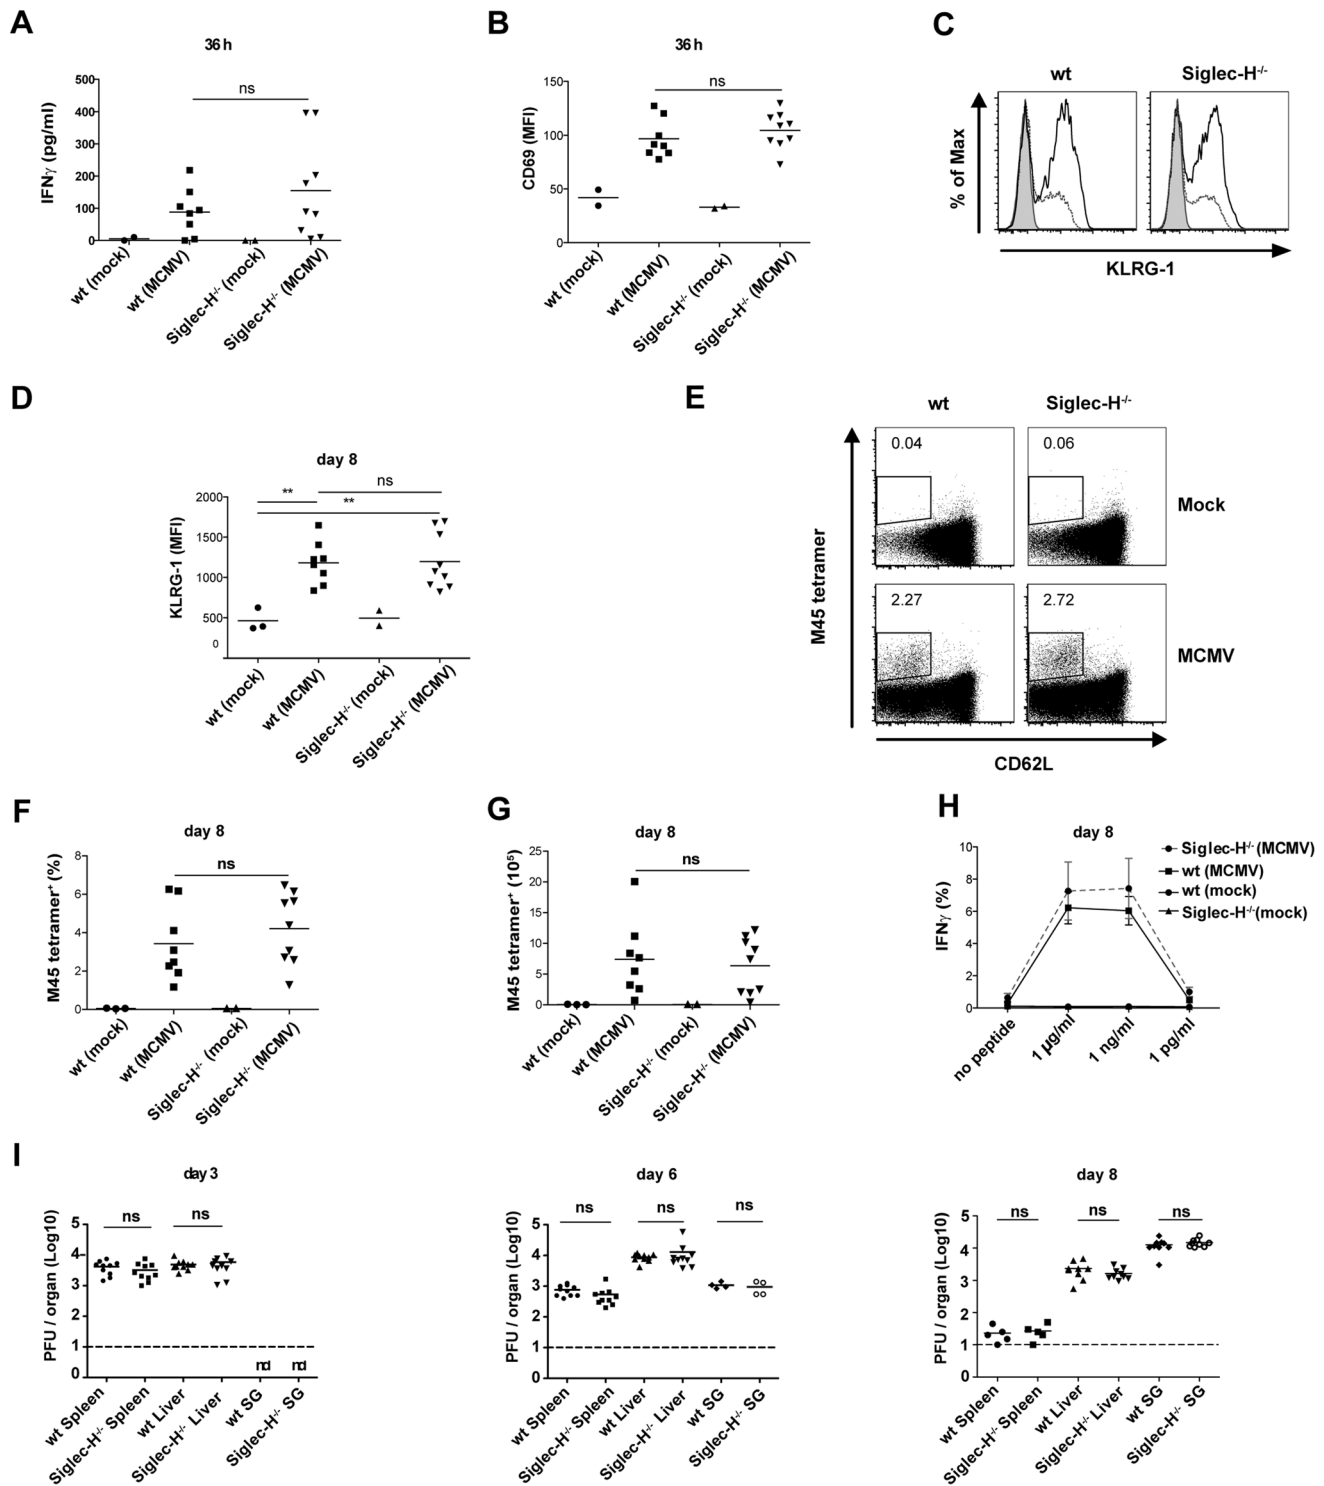 A
36 h
IFNγ (pg/ml)
500
400
300
200
100
0
ns
wt (mock)
wt (MCMV)
Siglec-H-/- (mock)
Siglec-H-/- (MCMV)
B
36 h
CD69 (MFI)
150
100
50
0
ns
wt (mock)
wt (MCMV)
Siglec-H-/- (mock)
Siglec-H-/- (MCMV)
C
wt
Siglec-H-/-
% of Max
KLRG-1
D
day 8
KLRG-1 (MFI)
2000
1500
1000
500
0
**
ns
**
wt (mock)
wt (MCMV)
Siglec-H-/- (mock)
Siglec-H-/- (MCMV)
E
wt
Siglec-H-/-
0.04
0.06
Mock
2.27
2.72
MCMV
M45 tetramer
CD62L
F
day 8
M45 tetramer+ (%)
8
6
4
2
0
ns
wt (mock)
wt (MCMV)
Siglec-H-/- (mock)
Siglec-H-/- (MCMV)
G
day 8
M45 tetramer+ (10⁵)
25
20
15
10
5
0
ns
wt (mock)
wt (MCMV)
Siglec-H-/- (mock)
Siglec-H-/- (MCMV)
H
day 8
IFNγ (%)
10
8
6
4
2
0
no peptide
1 µg/ml
1 ng/ml
1 pg/ml
Siglec-H-/- (MCMV)
wt (MCMV)
wt (mock)
Siglec-H-/- (mock)
I
day 3
PFU / organ (Log10)
5
4
3
2
1
0
ns
ns
nd
nd
wt Spleen
Siglec-H-/- Spleen
wt Liver
Siglec-H-/- Liver
wt SG
Siglec-H-/- SG
day 6
PFU / organ (Log10)
5
4
3
2
1
0
ns
ns
ns
wt Spleen
Siglec-H-/- Spleen
wt Liver
Siglec-H-/- Liver
wt SG
Siglec-H-/- SG
day 8
PFU / organ (Log10)
5
4
3
2
1
0
ns
ns
ns
wt Spleen
Siglec-H-/- Spleen
wt Liver
Siglec-H-/- Liver
wt SG
Siglec-H-/- SG